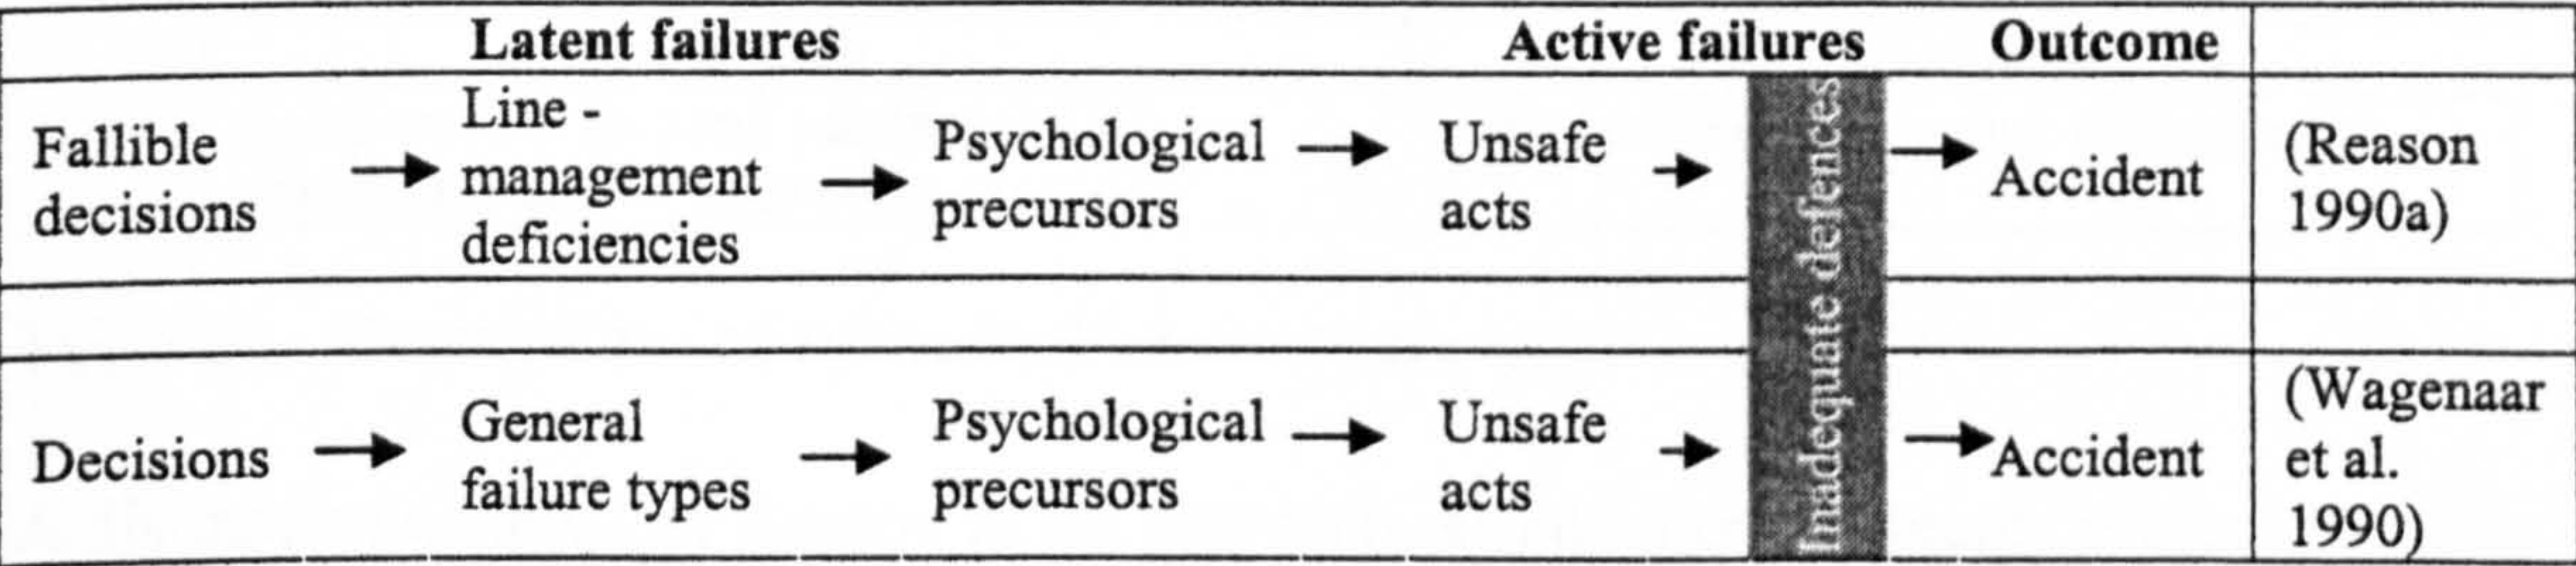 Latent failures Active failures Outcome
Fallible
decisions
Line -
management
deficiencies
Psychological
precursors
Unsafe
acts
Inadequate defences
Accident
(Reason
1990a)
Decisions
General
failure types
Psychological
precursors
Unsafe
acts
Accident
(Wagenaar
et al.
1990)